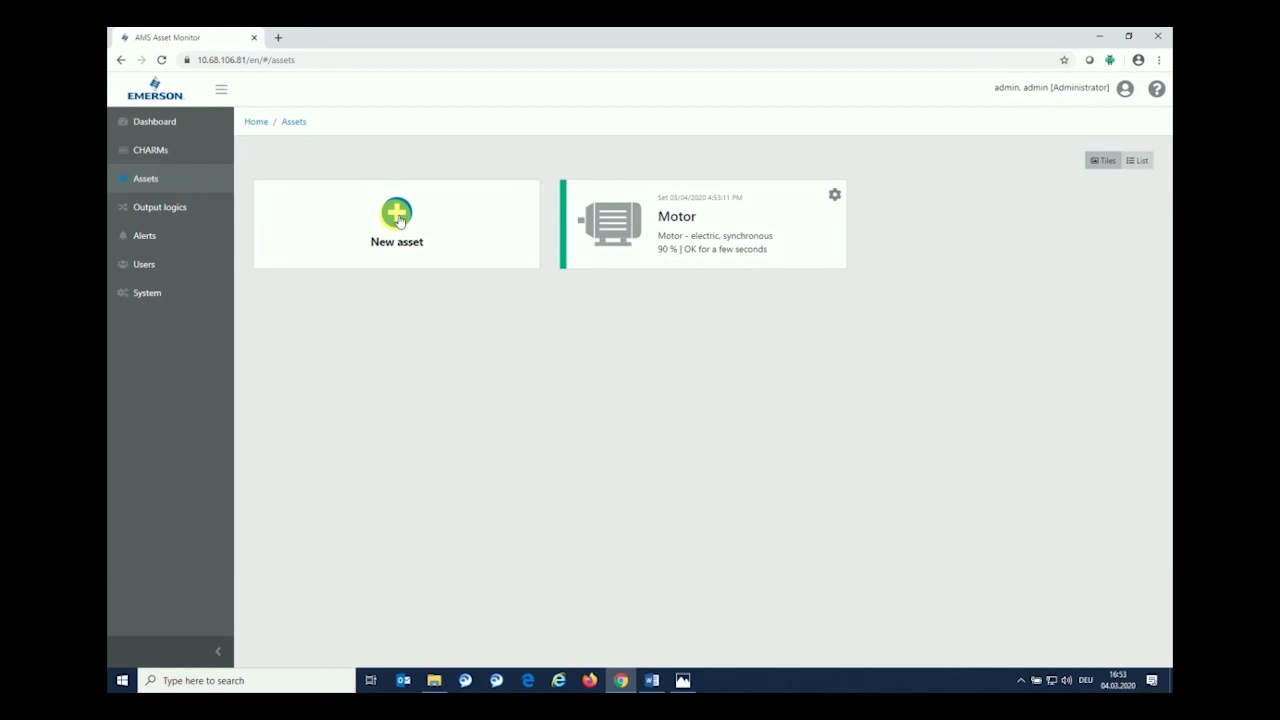 AMS Asset Monitor
10.68.106.81/en/#/assets
EMERSON
admin, admin [Administrator]
Dashboard
CHARMs
Assets
Output logics
Alerts
Users
System
Home / Assets
Tiles
List
New asset
Set 03/04/2020 4:53:11 PM
Motor
Motor - electric, synchronous
90 % | OK for a few seconds
Type here to search
DEU
16:53
04.03.2020